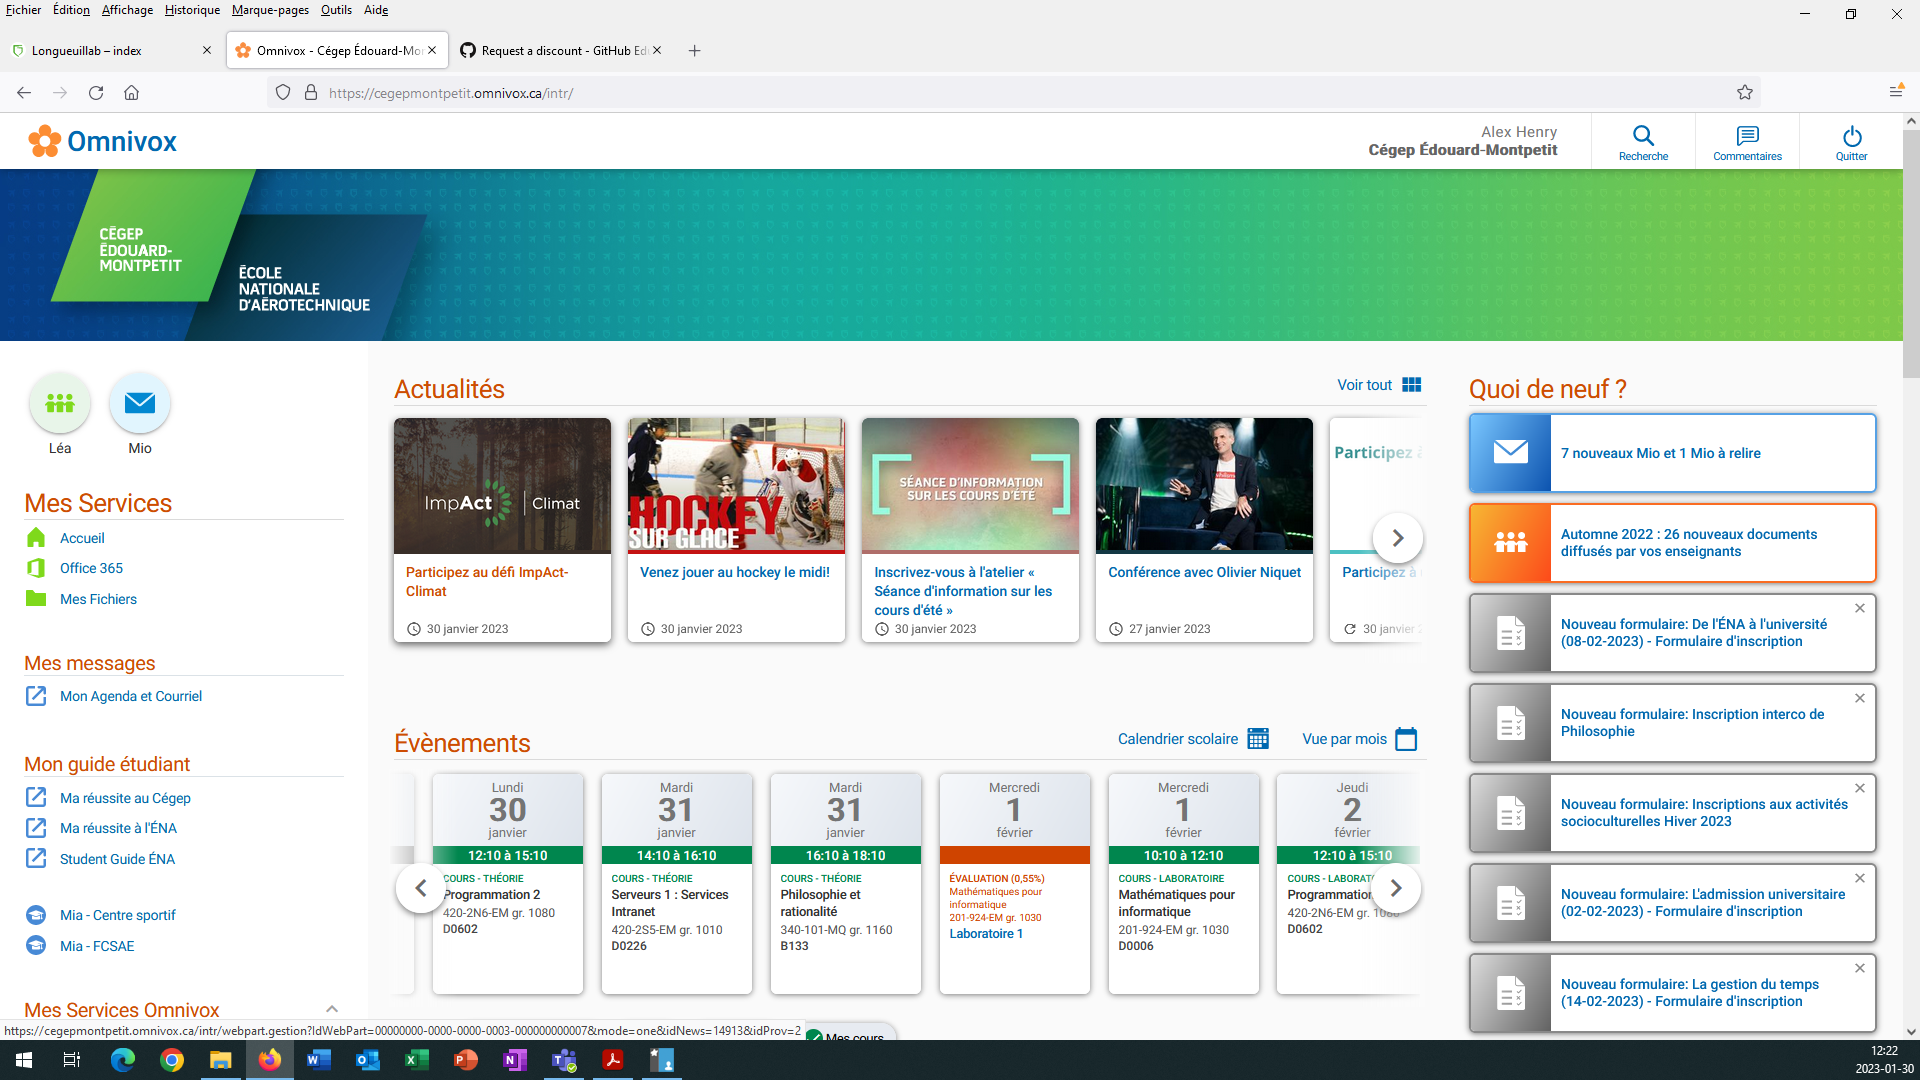 Fichier Édition Affichage Historique Marque-pages Outils Aide
Longueuillab – index
Omnivox - Cégep Édouard-Mo
Request a discount - GitHub Ed
https://cegepmontpetit.omnivox.ca/intr/
Omnivox
Alex Henry
Cégep Édouard-Montpetit
Recherche
Commentaires
Quitter
CÉGEP
ÉDOUARD-
MONTPETIT
ÉCOLE
NATIONALE
D'AÉROTECHNIQUE
Léa
Mio
Mes Services
Accueil
Office 365
Mes Fichiers
Mes messages
Mon Agenda et Courriel
Mon guide étudiant
Ma réussite au Cégep
Ma réussite à l'ÉNA
Student Guide ÉNA
Mia - Centre sportif
Mia - FCSAE
Mes Services Omnivox
Actualités
Voir tout
ImpAct Climat
Participez au défi ImpAct-
Climat
30 janvier 2023
HOCKEY
SUR GLACE
Venez jouer au hockey le midi!
30 janvier 2023
SÉANCE D'INFORMATION
SUR LES COURS D'ÉTÉ
Inscrivez-vous à l'atelier «
Séance d'information sur les
cours d'été »
30 janvier 2023
Conférence avec Olivier Niquet
27 janvier 2023
Participez à
Participez à
30 janvier 2
Évènements
Calendrier scolaire
Vue par mois
Lundi
30
janvier
12:10 à 15:10
COURS - THÉORIE
Programmation 2
420-2N6-EM gr. 1080
D0602
Mardi
31
janvier
14:10 à 16:10
COURS - THÉORIE
Serveurs 1 : Services
Intranet
420-2S5-EM gr. 1010
D0226
Mardi
31
janvier
16:10 à 18:10
COURS - THÉORIE
Philosophie et
rationalité
340-101-MQ gr. 1160
B133
Mercredi
1
février
ÉVALUATION (0,55%)
Mathématiques pour
informatique
201-924-EM gr. 1030
Laboratoire 1
Mercredi
1
février
10:10 à 12:10
COURS - LABORATOIRE
Mathématiques pour
informatique
201-924-EM gr. 1030
D0006
Jeudi
2
février
12:10 à 15:10
COURS - LABORAT
Programmation
420-2N6-EM gr. 1080
D0602
Quoi de neuf ?
7 nouveaux Mio et 1 Mio à relire
Automne 2022 : 26 nouveaux documents
diffusés par vos enseignants
Nouveau formulaire: De l'ÉNA à l'université
(08-02-2023) - Formulaire d'inscription
Nouveau formulaire: Inscription interco de
Philosophie
Nouveau formulaire: Inscriptions aux activités
socioculturelles Hiver 2023
Nouveau formulaire: L'admission universitaire
(02-02-2023) - Formulaire d'inscription
Nouveau formulaire: La gestion du temps
(14-02-2023) - Formulaire d'inscription
https://cegepmontpetit.omnivox.ca/intr/webpart.gestion?IdWebPart=00000000-0000-0000-0003-000000000007&mode=one&idNews=14913&idProv=2
Mes cours
12:22
2023-01-30